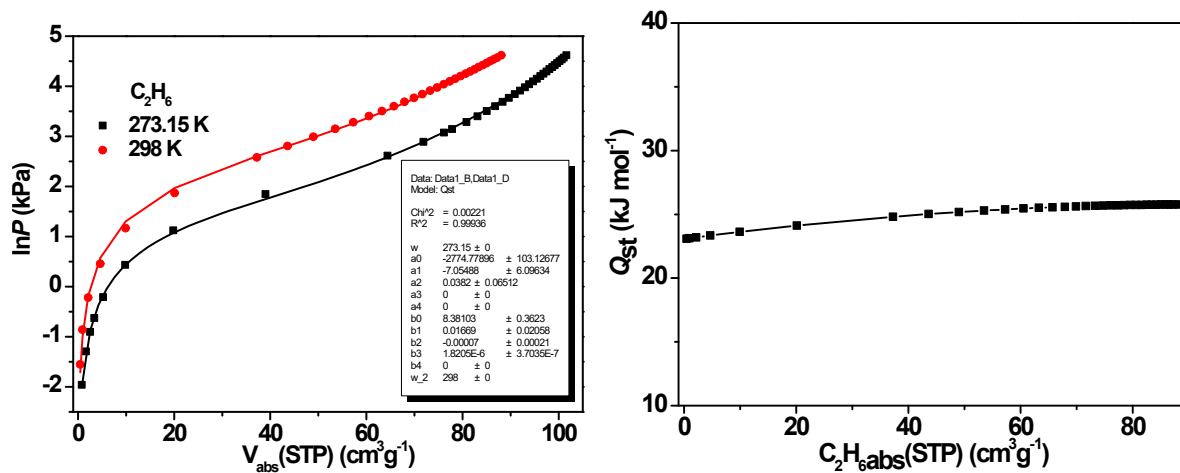 lnP (kPa)
5
4
3
2
1
0
-1
-2
C₂H₆
273.15 K
298 K
Data: Data1_B,Data1_D
Model: Qst
Chi^2 = 0.00221
R^2 = 0.99936
w 273.15 ± 0
a0 -2774.77896 ± 103.12677
a1 -7.05488 ± 6.09634
a2 0.0382 ± 0.06512
a3 0 ± 0
a4 0 ± 0
b0 8.38103 ± 0.3623
b1 0.01669 ± 0.02058
b2 -0.00007 ± 0.00021
b3 1.8205E-6 ± 3.7035E-7
b4 0 ± 0
w_2 298 ± 0
0 20 40 60 80 100
V_abs(STP) (cm³g⁻¹)
Q_st (kJ mol⁻¹)
40
30
20
10
0 20 40 60 80
C₂H₆abs(STP) (cm³g⁻¹)